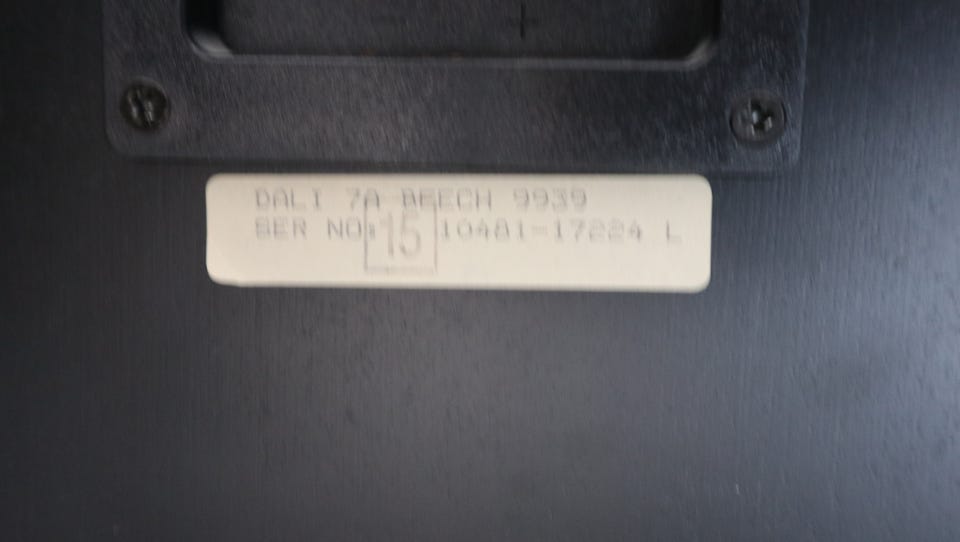 DALI 7A BEECH 9939
SER NO: 15 10481-17224 L